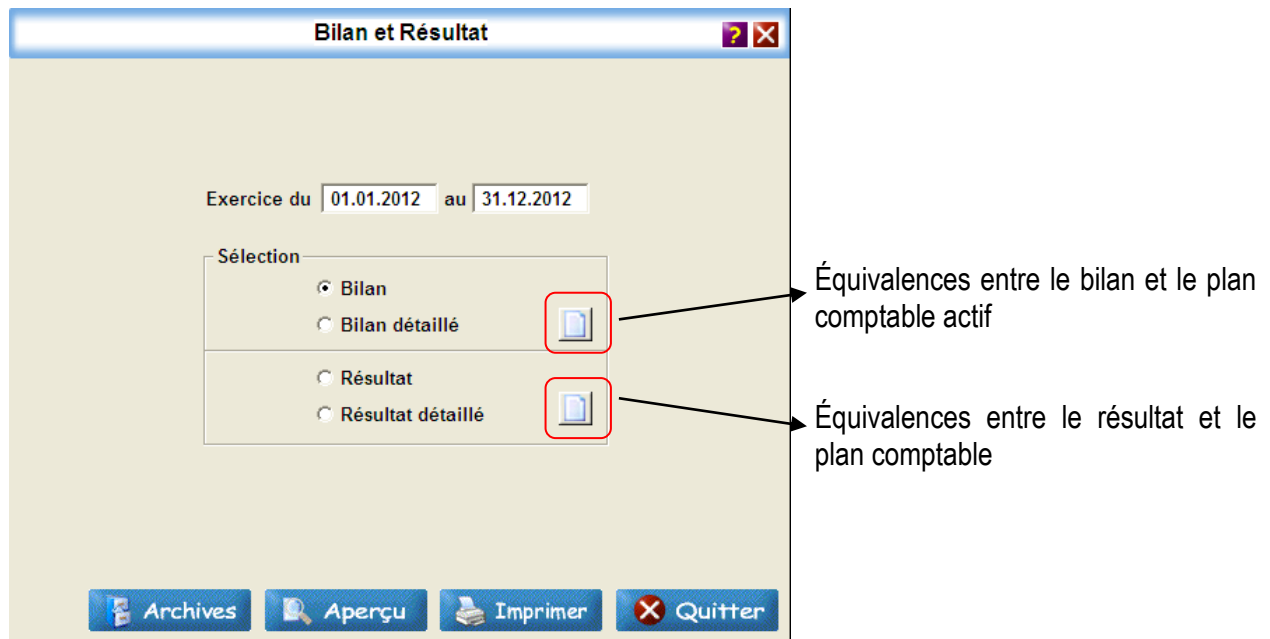 Bilan et Résultat
?
Exercice du 01.01.2012 au 31.12.2012
Sélection
Bilan
Bilan détaillé
Résultat
Résultat détaillé
Équivalences entre le bilan et le plan
comptable actif
Équivalences entre le résultat et le
plan comptable
Archives Aperçu Imprimer Quitter